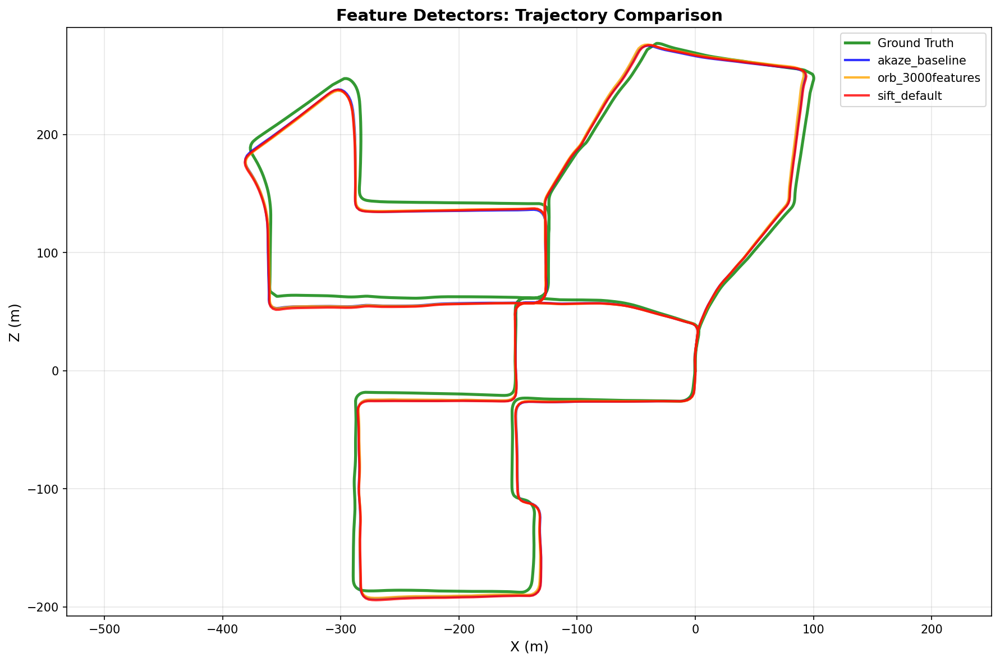 Feature Detectors: Trajectory Comparison
Ground Truth
akaze_baseline
orb_3000features
sift_default
200
100
0
−100
−200
Z (m)
−500 −400 −300 −200 −100 0 100 200
X (m)